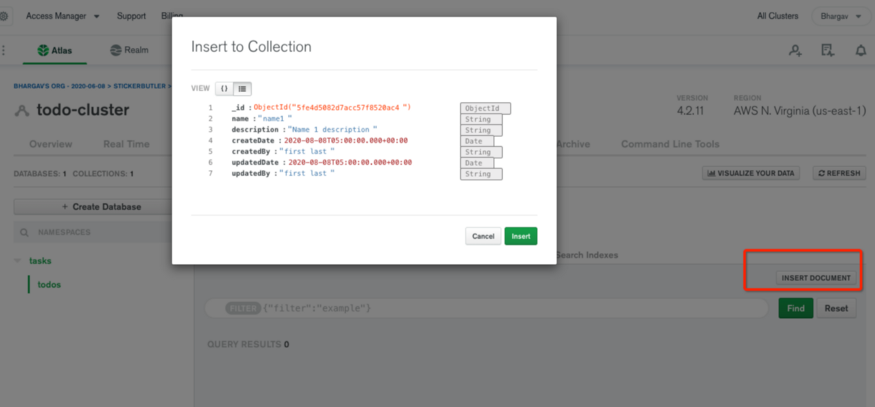 Access Manager Support Billing All Clusters Bhargav
Atlas Realm
BHARGAV'S ORG - 2020-06-08 > STICKERBUTLER >
todo-cluster
VERSION REGION
4.2.11 AWS N. Virginia (us-east-1)
Overview Real Time Archive Command Line Tools
DATABASES: 1 COLLECTIONS: 1 VISUALIZE YOUR DATA REFRESH
+ Create Database
NAMESPACES
tasks
todos
Search Indexes
INSERT DOCUMENT
FILTER {"filter":"example"} Find Reset
QUERY RESULTS 0
Insert to Collection
VIEW {}
1 _id : ObjectId("5fe4d5082d7acc57f8520ac4 ") ObjectId
2 name : "name1 " String
3 description : "Name 1 description " String
4 createDate : 2020-08-08T05:00:00.000+00:00 Date
5 createdBy : "first last " String
6 updatedDate : 2020-08-08T05:00:00.000+00:00 Date
7 updatedBy : "first last " String
Cancel Insert